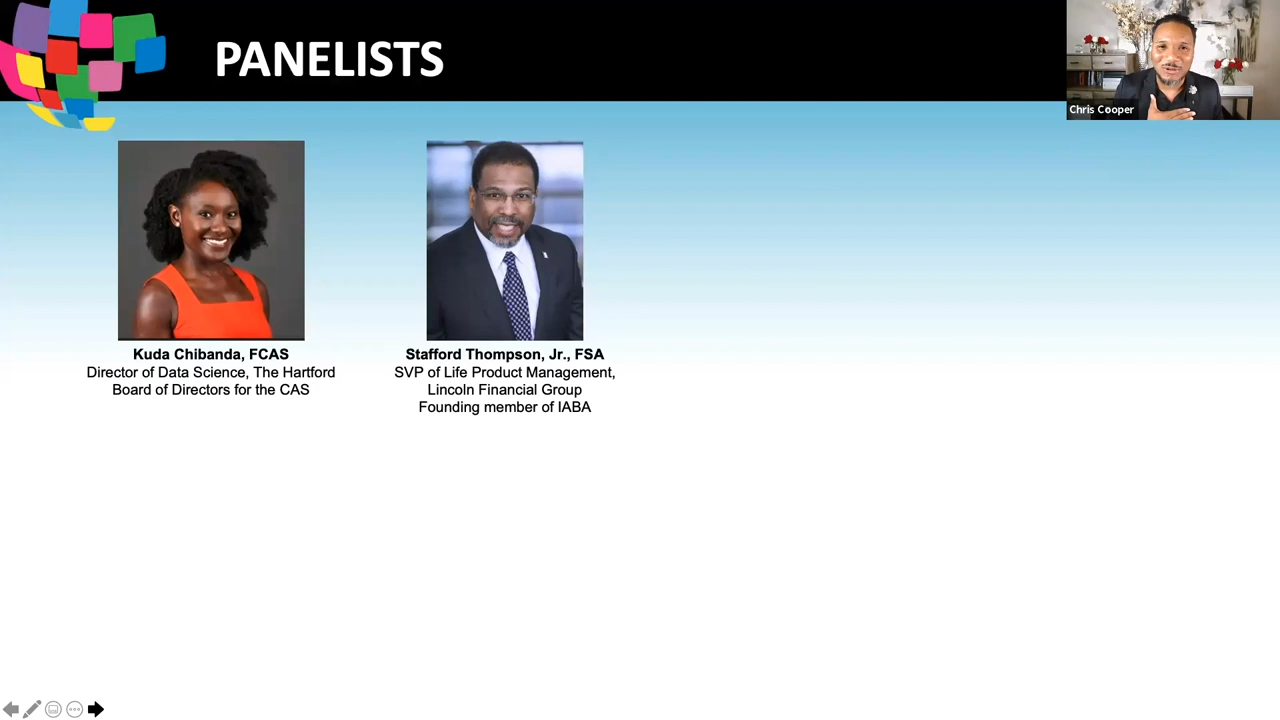 PANELISTS
Chris Cooper
Kuda Chibanda, FCAS
Director of Data Science, The Hartford
Board of Directors for the CAS
Stafford Thompson, Jr., FSA
SVP of Life Product Management,
Lincoln Financial Group
Founding member of IABA